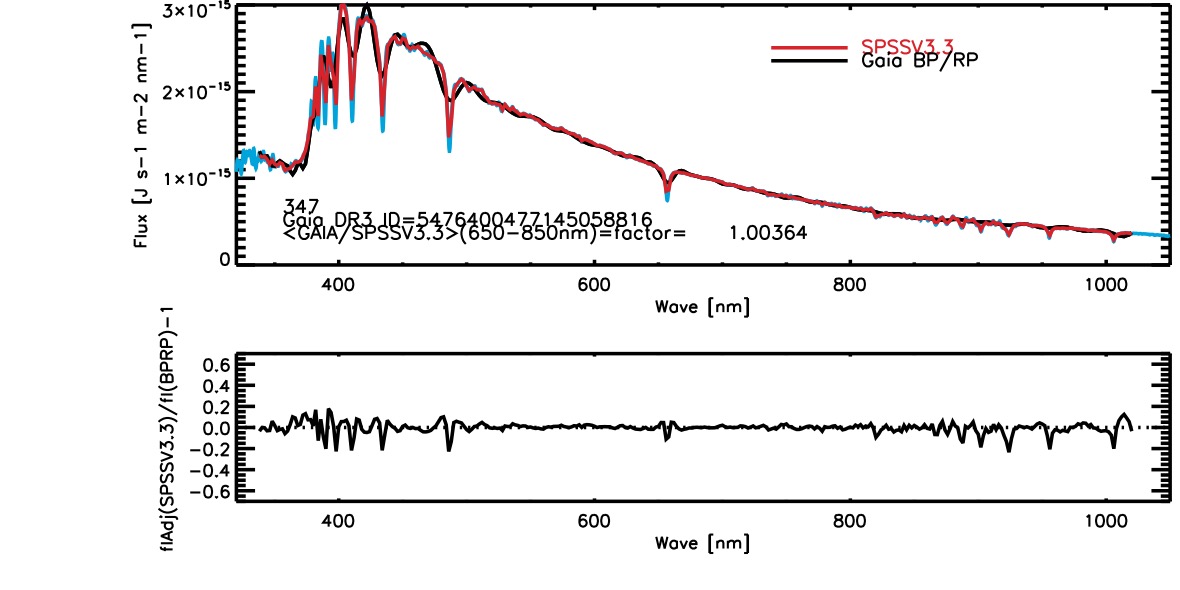 3×10−15
2×10−15
1×10−15
0
Flux [J s−1 m−2 nm−1]
SPSSV3.3
Gaia BP/RP
347
Gaia DR3 ID=5476400477145058816
<GAIA/SPSSV3.3>(650−850nm)=factor= 1.00364
400 600 800 1000
Wave [nm]
flAdj(SPSSV3.3)/fl(BPRP)−1
0.6
0.4
0.2
0.0
−0.2
−0.4
−0.6
400 600 800 1000
Wave [nm]